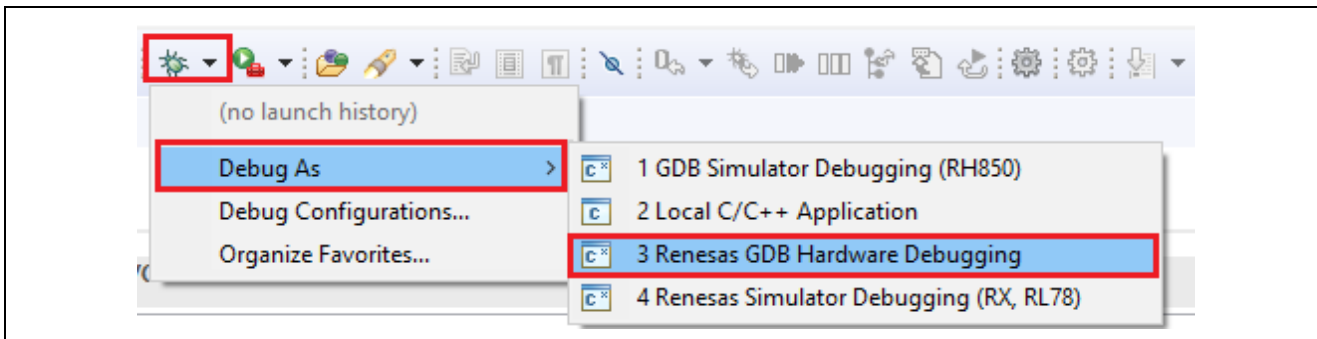 (no launch history)
Debug As
Debug Configurations...
Organize Favorites...
1 GDB Simulator Debugging (RH850)
2 Local C/C++ Application
3 Renesas GDB Hardware Debugging
4 Renesas Simulator Debugging (RX, RL78)